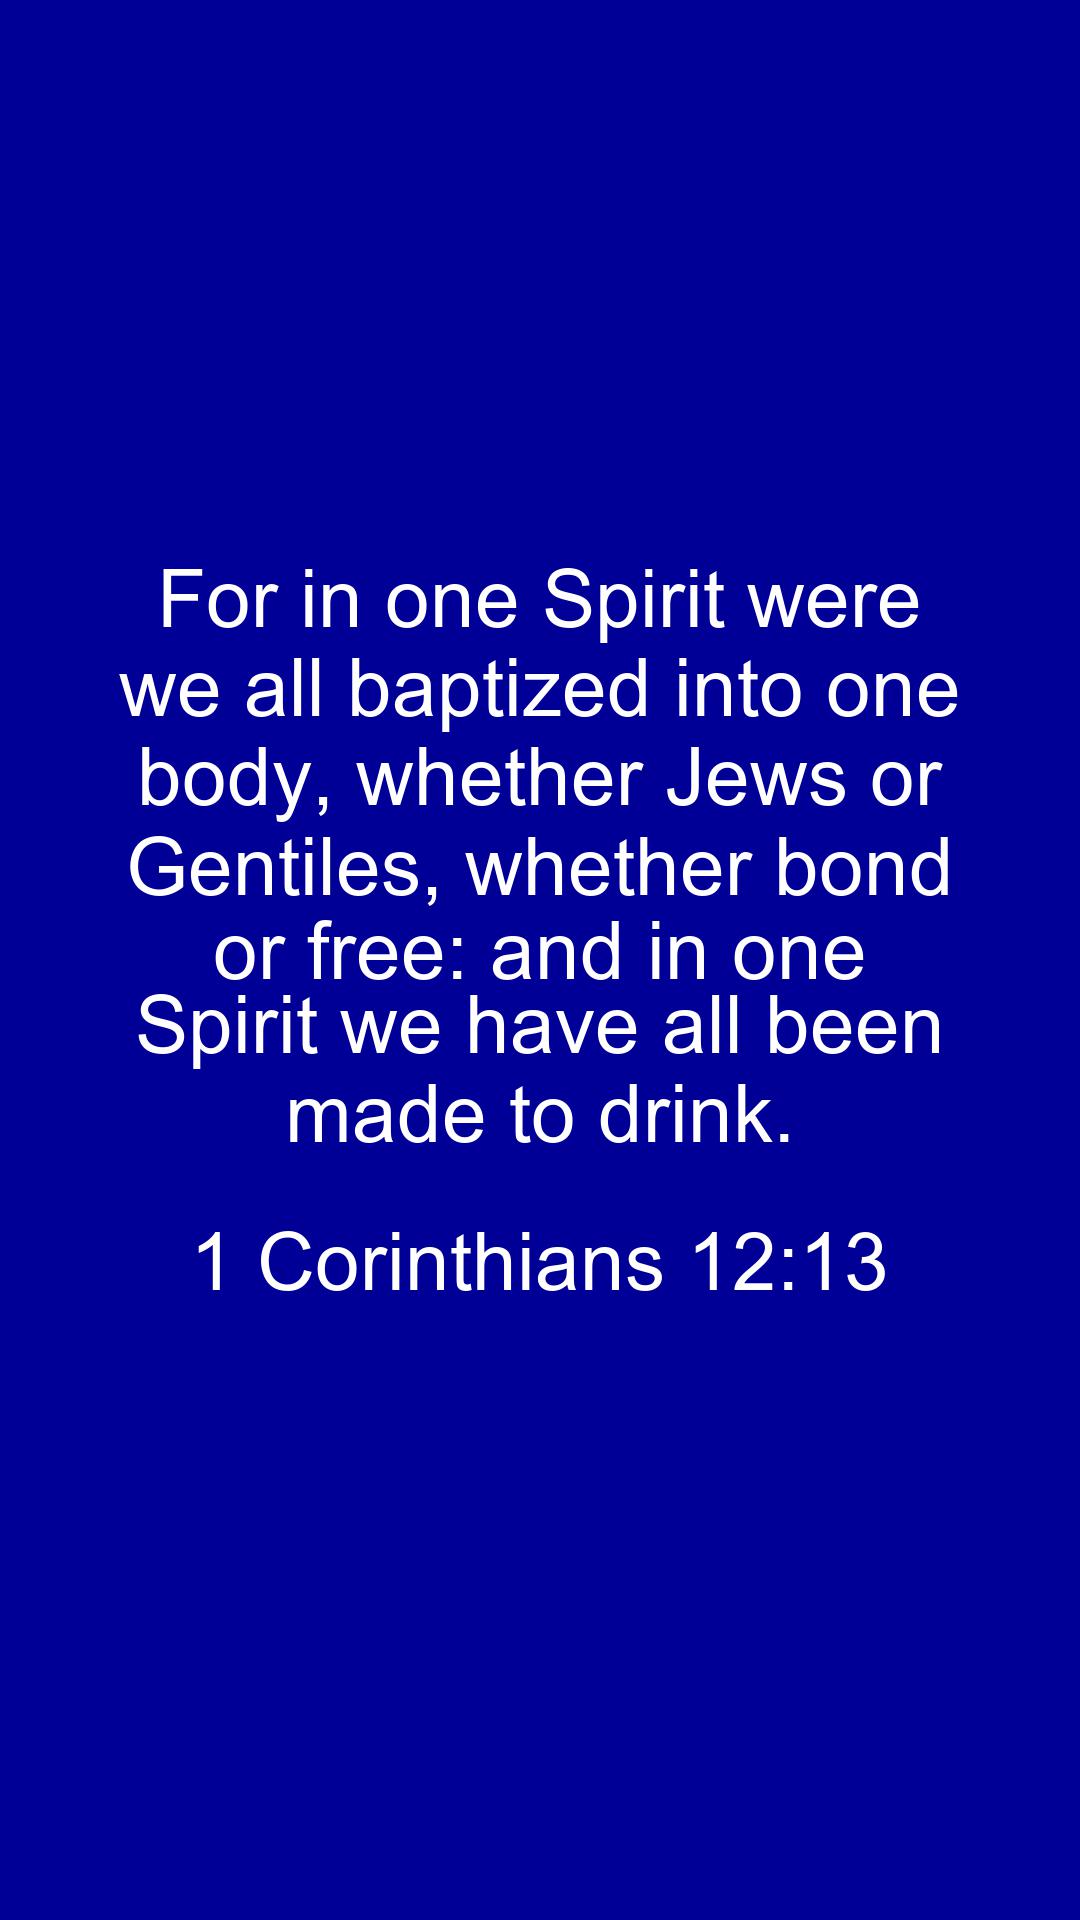 For in one Spirit were
we all baptized into one
body, whether Jews or
Gentiles, whether bond
or free: and in one
Spirit we have all been
made to drink.
1 Corinthians 12:13